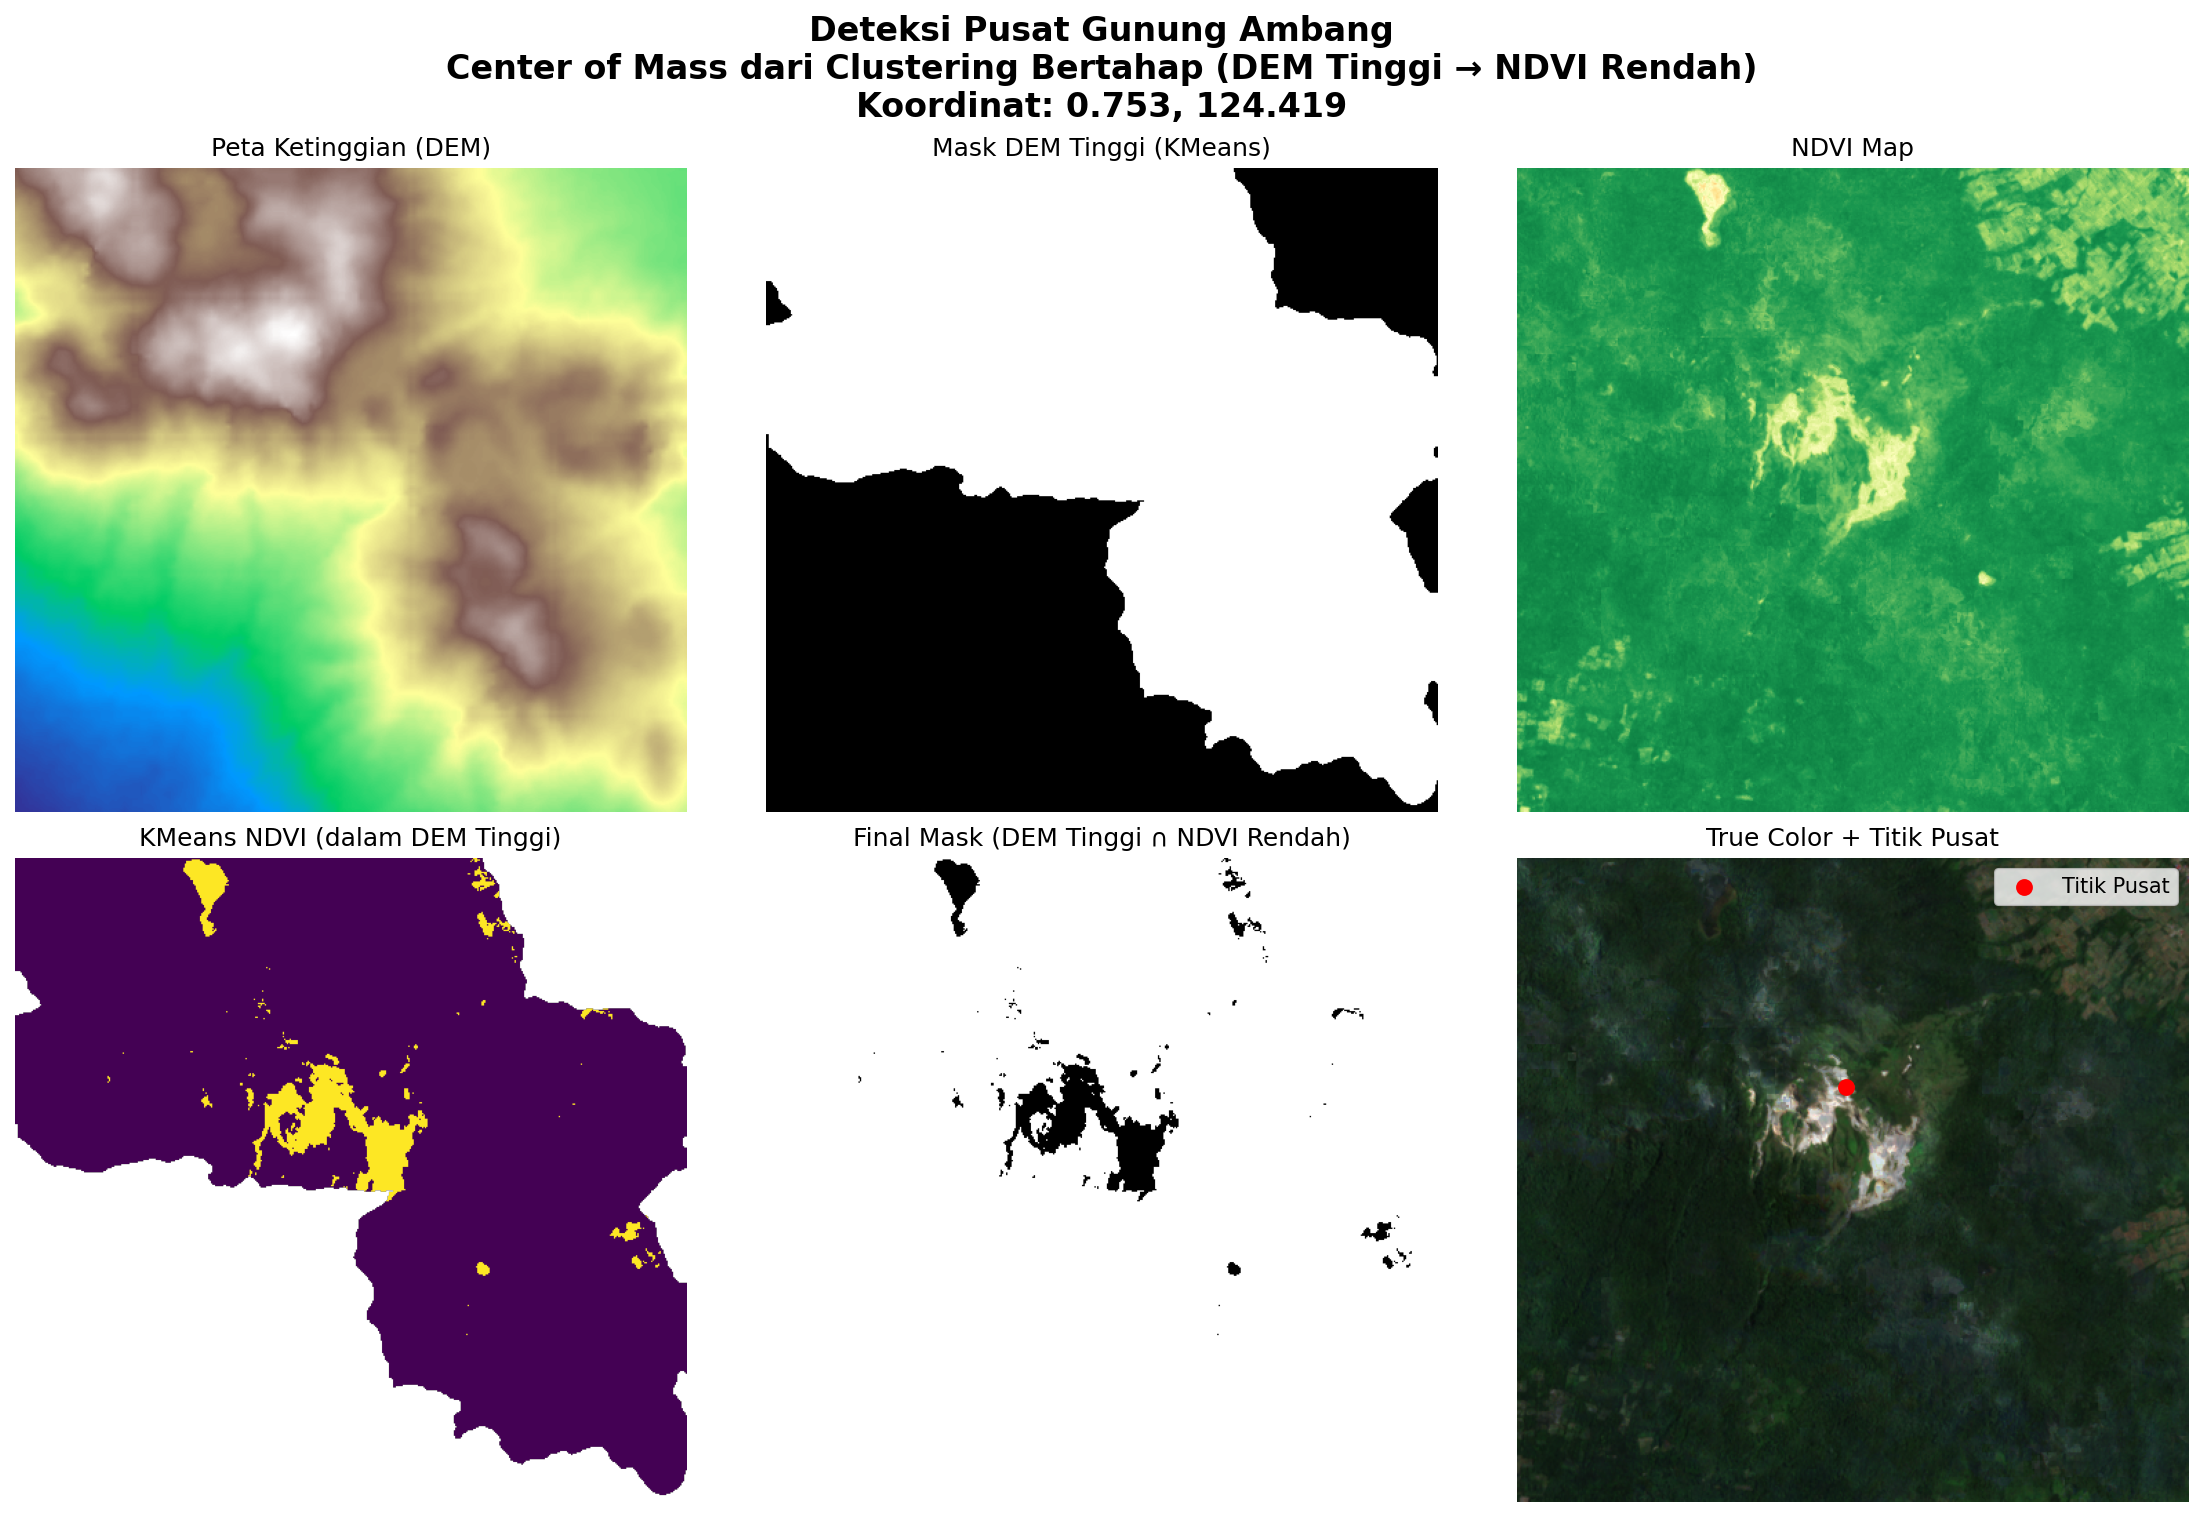 Deteksi Pusat Gunung Ambang
Center of Mass dari Clustering Bertahap (DEM Tinggi → NDVI Rendah)
Koordinat: 0.753, 124.419
Peta Ketinggian (DEM)
Mask DEM Tinggi (KMeans)
NDVI Map
KMeans NDVI (dalam DEM Tinggi)
Final Mask (DEM Tinggi ∩ NDVI Rendah)
True Color + Titik Pusat
Titik Pusat